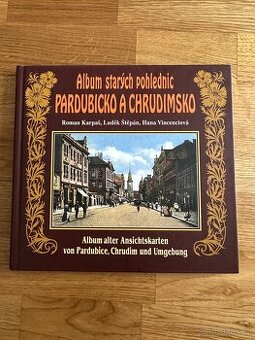 Album starých pohlednic
PARDUBICKO A CHRUDIMSKO
Roman Karpaš, Luděk Štěpán, Hana Vincenciová
Album alter Ansichtskarten
von Pardubice, Chrudim und Umgebung